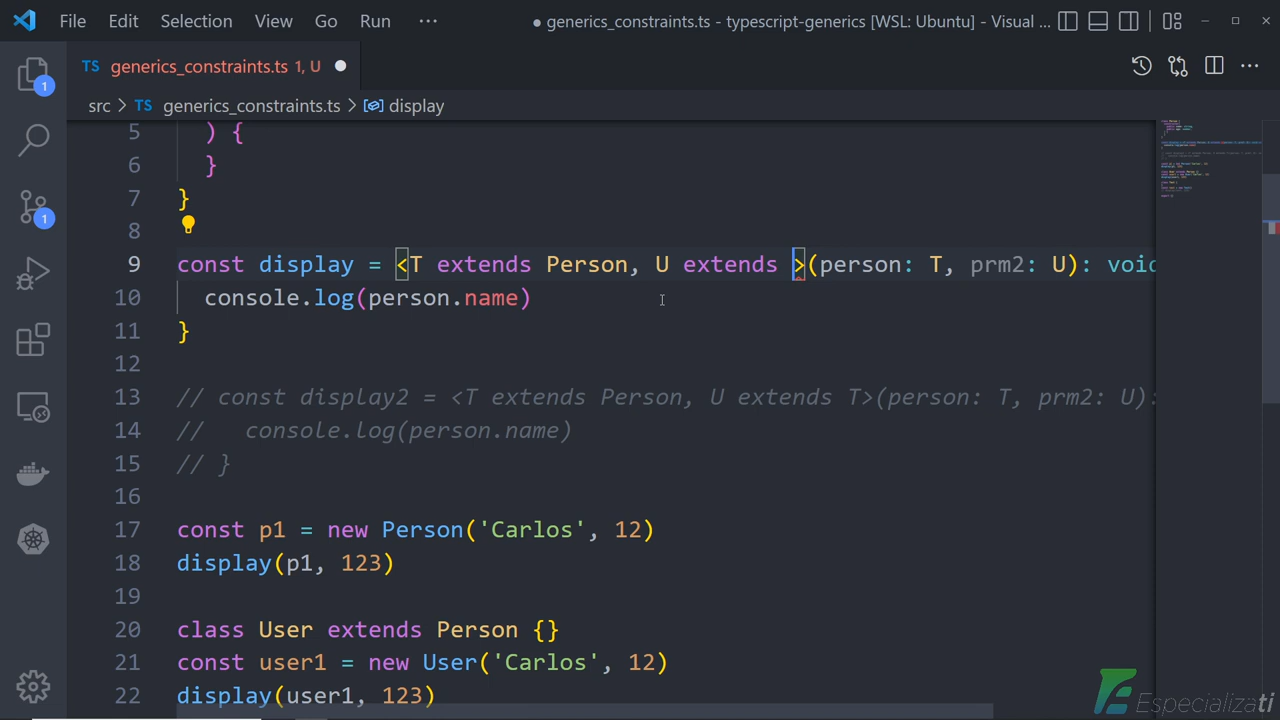 File Edit Selection View Go Run ··· ● generics_constraints.ts - typescript-generics [WSL: Ubuntu] - Visual ...
TS generics_constraints.ts 1, U ●
src > TS generics_constraints.ts > display
1
1
5 ) {
6 }
7 }
8
9 const display = <T extends Person, U extends >(person: T, prm2: U): void
10 console.log(person.name)
11 }
12
13 // const display2 = <T extends Person, U extends T>(person: T, prm2: U):
14 // console.log(person.name)
15 // }
16
17 const p1 = new Person('Carlos', 12)
18 display(p1, 123)
19
20 class User extends Person {}
21 const user1 = new User('Carlos', 12)
22 display(user1, 123)
Especializati